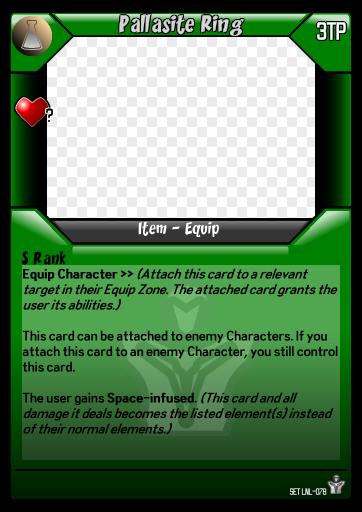 Pallasite Ring
3TP
?
Item - Equip
S Rank
Equip Character >> (Attach this card to a relevant
target in their Equip Zone. The attached card grants the
user its abilities.)
This card can be attached to enemy Characters. If you
attach this card to an enemy Character, you still control
this card.
The user gains Space-infused. (This card and all
damage it deals becomes the listed element(s) instead
of their normal elements.)
SET LNL-078